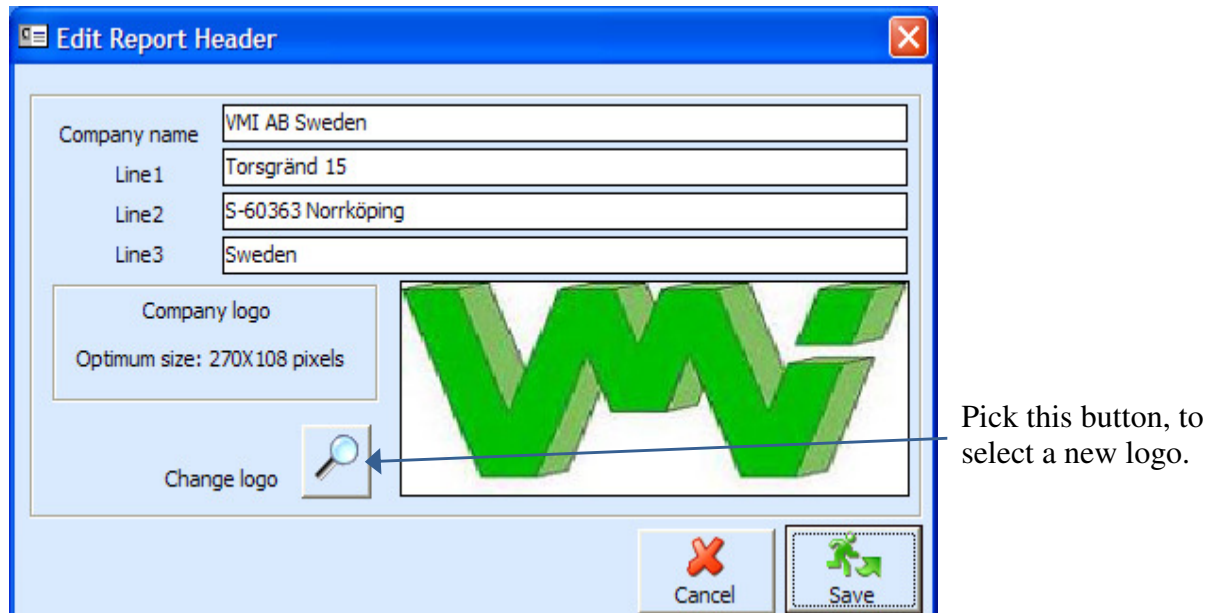 Edit Report Header
Company name
VMI AB Sweden
Line1
Torsgränd 15
Line2
S-60363 Norrköping
Line3
Sweden
Company logo
Optimum size: 270X108 pixels
vmi
Change logo
Pick this button, to
select a new logo.
Cancel
Save